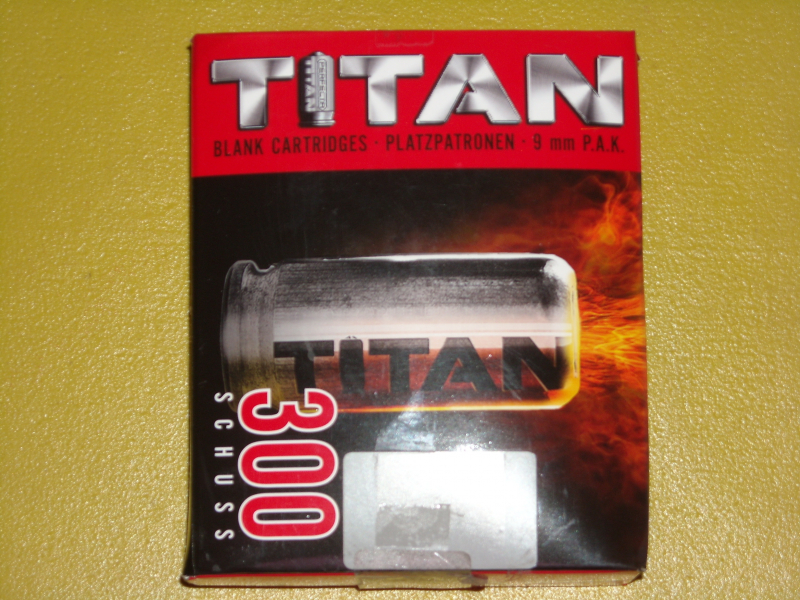 TITAN
BLANK CARTRIDGES · PLATZPATRONEN · 9 mm P.A.K.
TITAN
300
SCHUSS